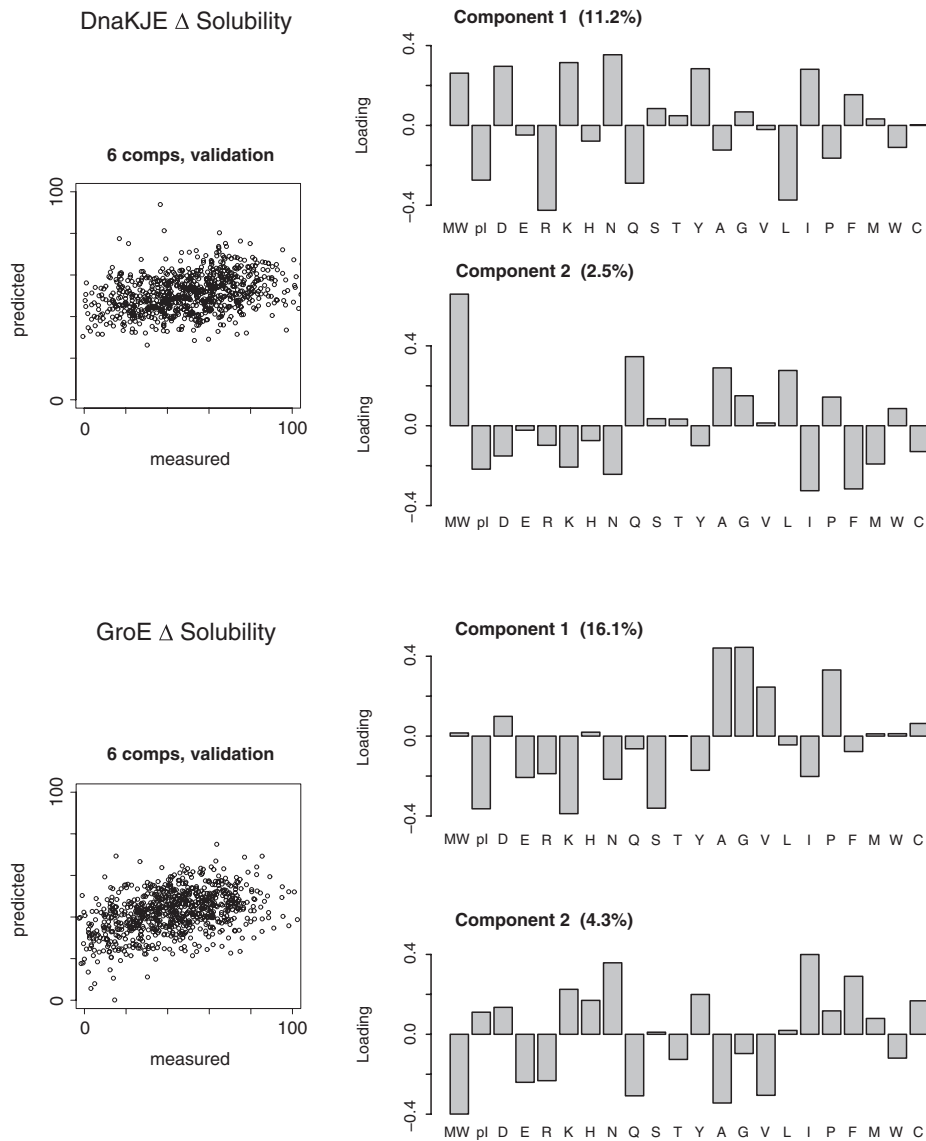 DnaKJE Δ Solubility
6 comps, validation
100
predicted
0
0 100
measured
Component 1 (11.2%)
0.4
Loading
0.0
−0.4
MW pI D E R K H N Q S T Y A G V L I P F M W C
Component 2 (2.5%)
0.4
Loading
0.0
−0.4
MW pI D E R K H N Q S T Y A G V L I P F M W C
GroE Δ Solubility
6 comps, validation
100
predicted
0
0 100
measured
Component 1 (16.1%)
0.4
Loading
0.0
−0.4
MW pI D E R K H N Q S T Y A G V L I P F M W C
Component 2 (4.3%)
0.4
Loading
0.0
−0.4
MW pI D E R K H N Q S T Y A G V L I P F M W C